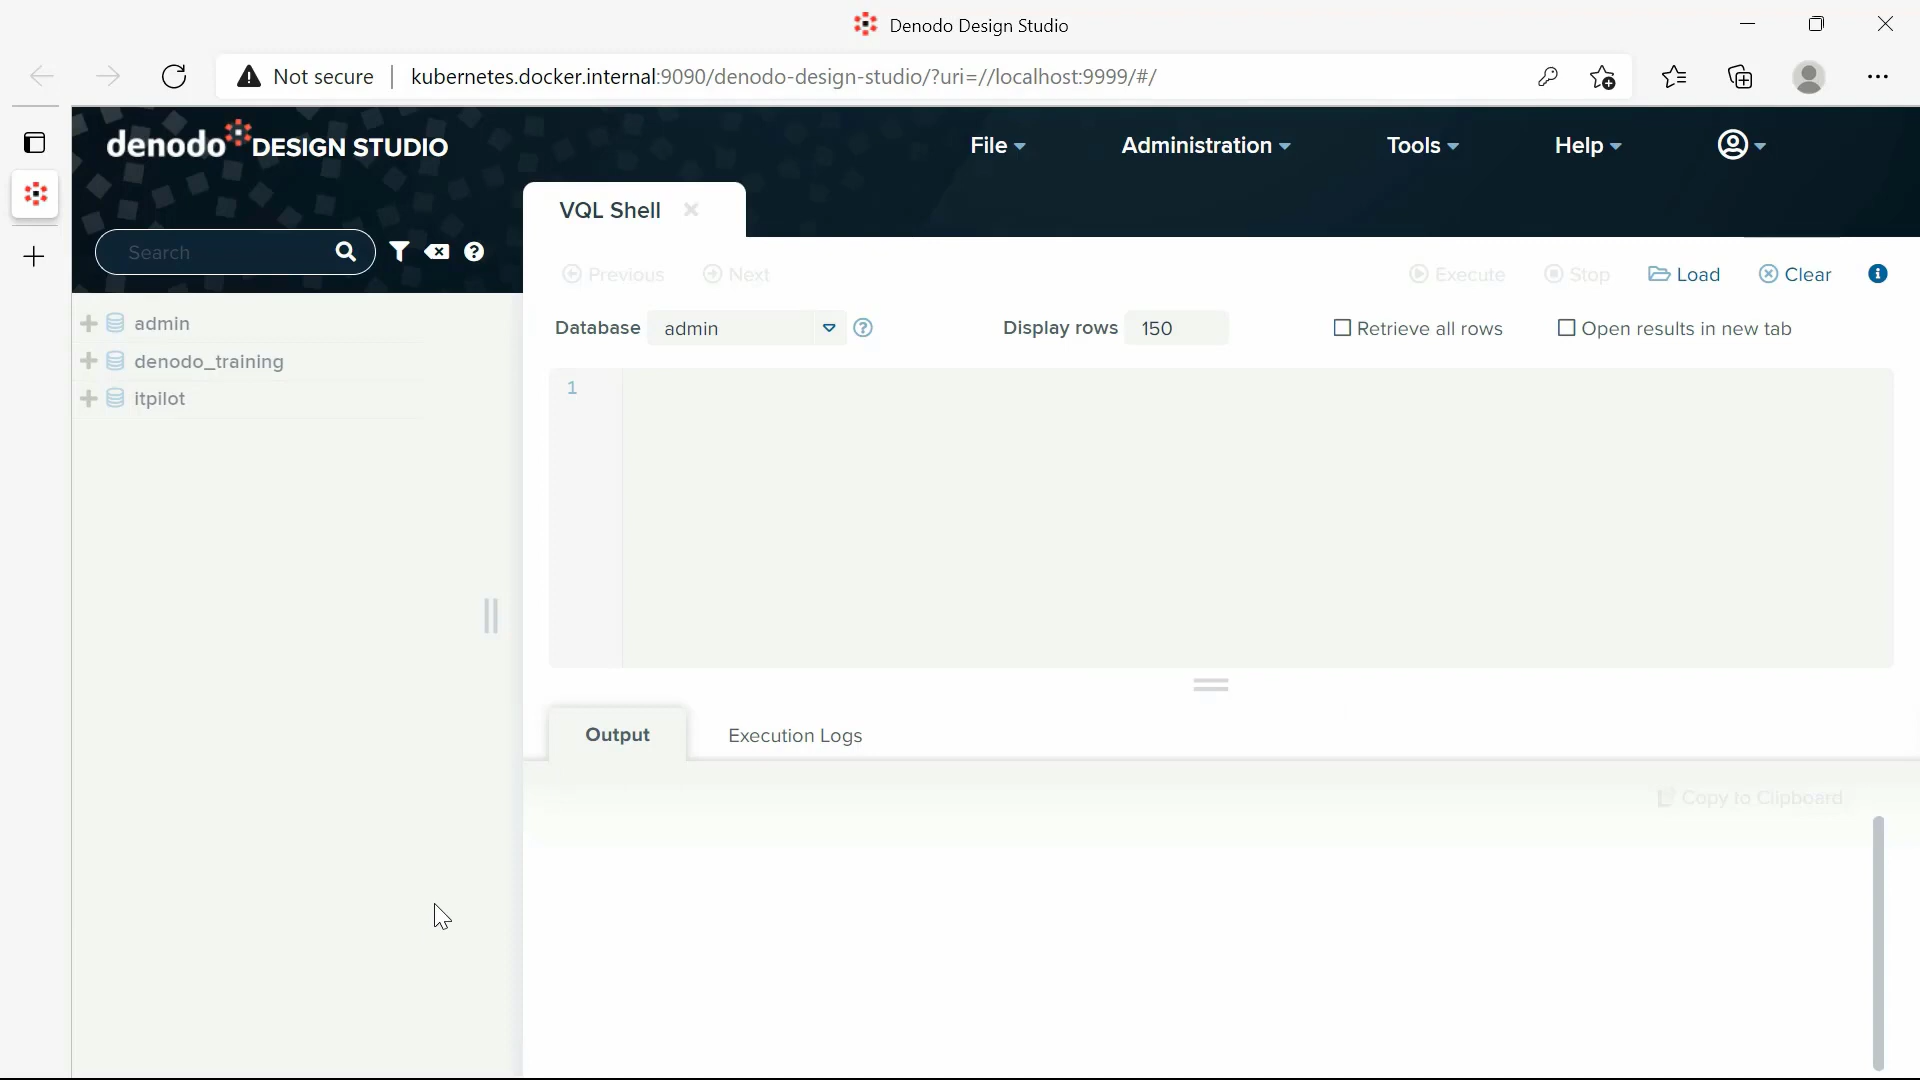 Denodo Design Studio
Not secure
kubernetes.docker.internal:9090/denodo-design-studio/?uri=//localhost:9999/#/
denodo DESIGN STUDIO
File
Administration
Tools
Help
VQL Shell
Search
Previous
Next
Execute
Stop
Load
Clear
Database
admin
Display rows
150
Retrieve all rows
Open results in new tab
admin
denodo_training
itpilot
1
Output
Execution Logs
Copy to Clipboard